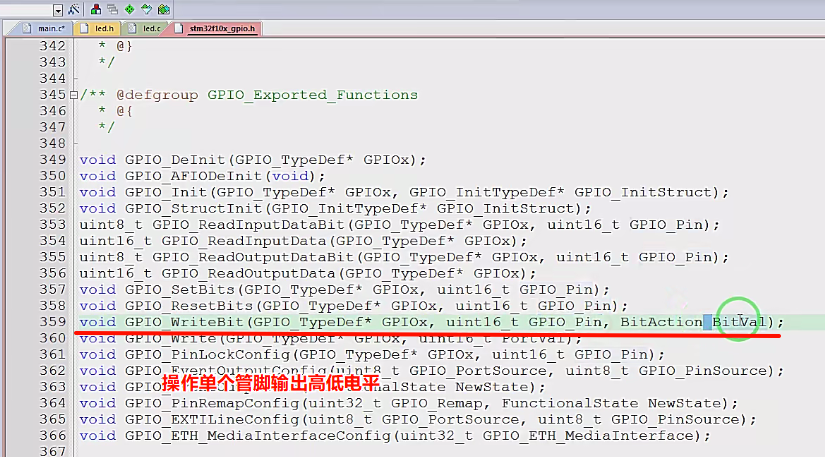 main.c*
led.h
led.c
stm32f10x_gpio.h
342 * @}
343 */
344
345 /** @defgroup GPIO_Exported_Functions
346 * @{
347 */
348
349 void GPIO_DeInit(GPIO_TypeDef* GPIOx);
350 void GPIO_AFIODeInit(void);
351 void GPIO_Init(GPIO_TypeDef* GPIOx, GPIO_InitTypeDef* GPIO_InitStruct);
352 void GPIO_StructInit(GPIO_InitTypeDef* GPIO_InitStruct);
353 uint8_t GPIO_ReadInputDataBit(GPIO_TypeDef* GPIOx, uint16_t GPIO_Pin);
354 uint16_t GPIO_ReadInputData(GPIO_TypeDef* GPIOx);
355 uint8_t GPIO_ReadOutputDataBit(GPIO_TypeDef* GPIOx, uint16_t GPIO_Pin);
356 uint16_t GPIO_ReadOutputData(GPIO_TypeDef* GPIOx);
357 void GPIO_SetBits(GPIO_TypeDef* GPIOx, uint16_t GPIO_Pin);
358 void GPIO_ResetBits(GPIO_TypeDef* GPIOx, uint16_t GPIO_Pin);
359 void GPIO_WriteBit(GPIO_TypeDef* GPIOx, uint16_t GPIO_Pin, BitAction BitVal);
360 void GPIO_Write(GPIO_TypeDef* GPIOx, uint16_t PortVal);
361 void GPIO_PinLockConfig(GPIO_TypeDef* GPIOx, uint16_t GPIO_Pin);
362 void GPIO_EventOutputConfig(uint8_t GPIO_PortSource, uint8_t GPIO_PinSource);
操作单个管脚输出高低电平
363 void NewState);
364 void GPIO_PinRemapConfig(uint32_t GPIO_Remap, FunctionalState NewState);
365 void GPIO_EXTILineConfig(uint8_t GPIO_PortSource, uint8_t GPIO_PinSource);
366 void GPIO_ETH_MediaInterfaceConfig(uint32_t GPIO_ETH_MediaInterface);
367